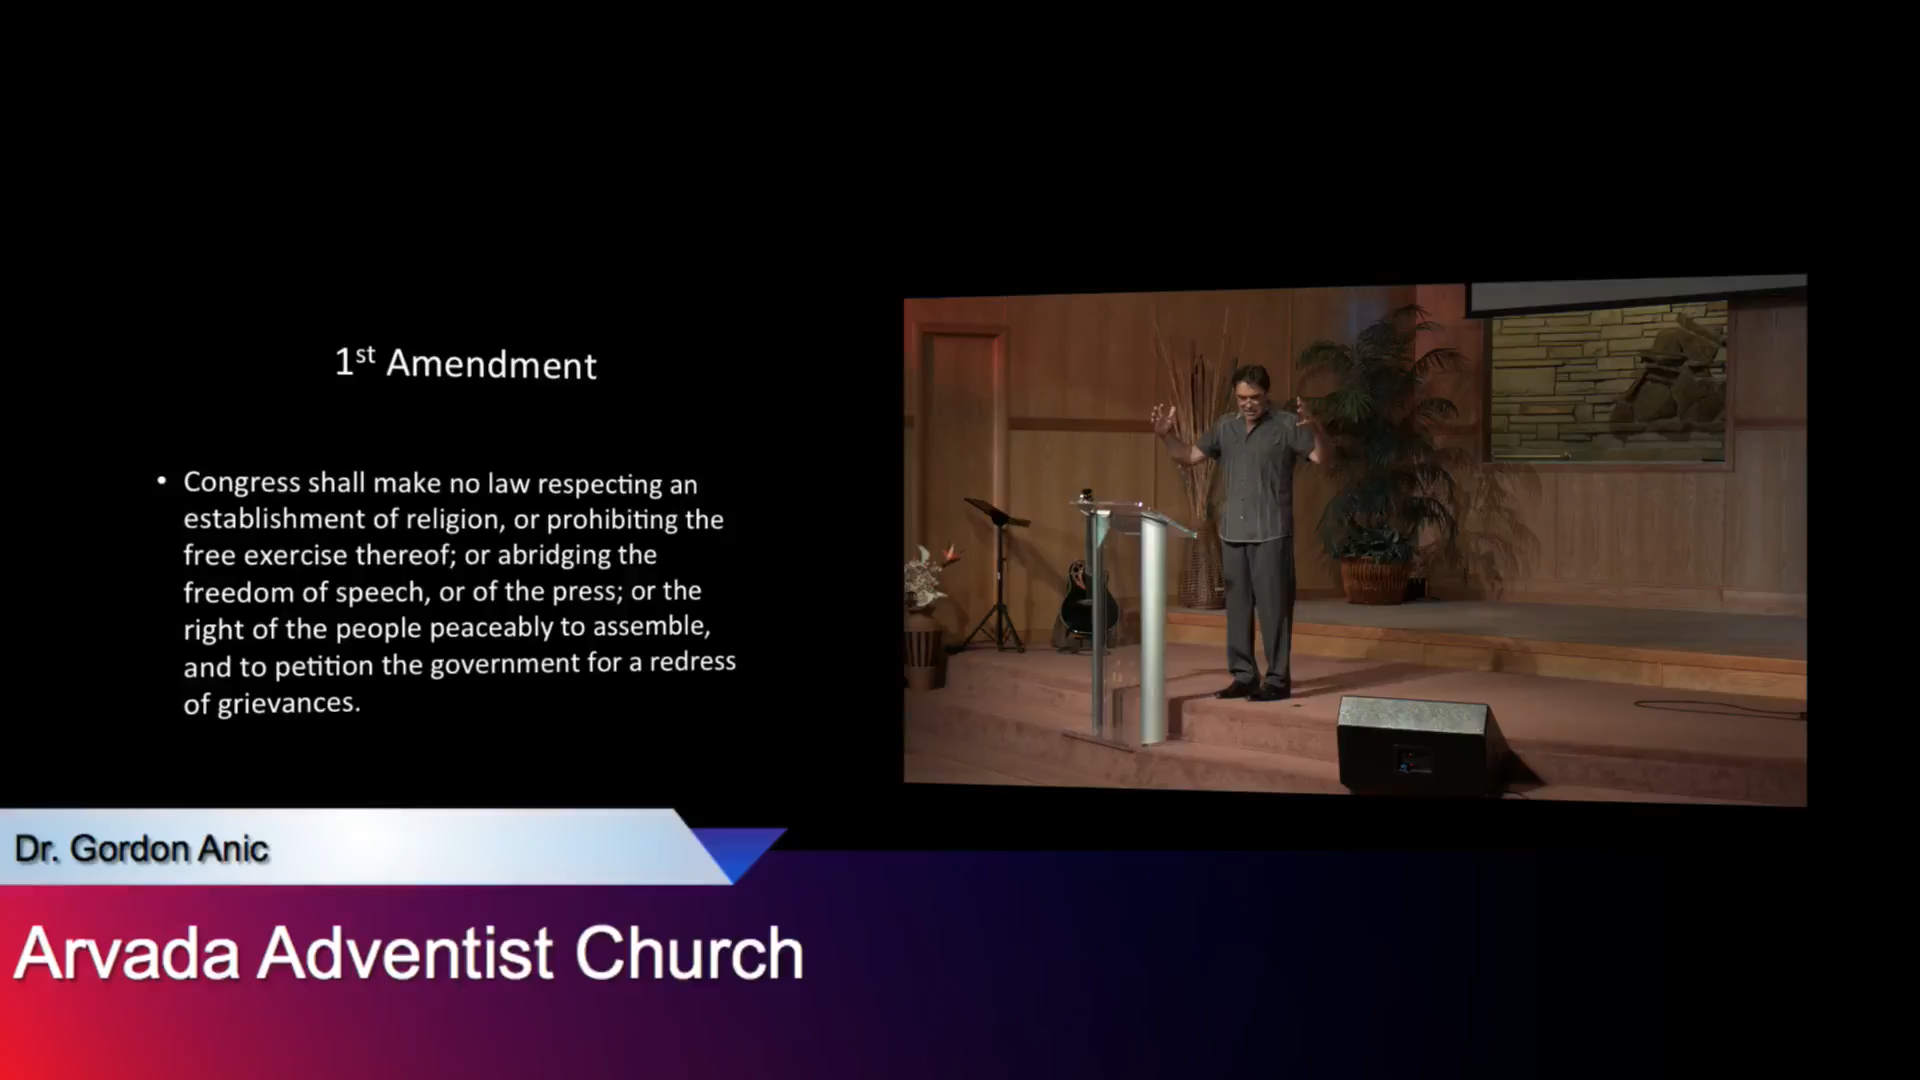 1st Amendment
• Congress shall make no law respecting an
establishment of religion, or prohibiting the
free exercise thereof; or abridging the
freedom of speech, or of the press; or the
right of the people peaceably to assemble,
and to petition the government for a redress
of grievances.
Dr. Gordon Anic
Arvada Adventist Church